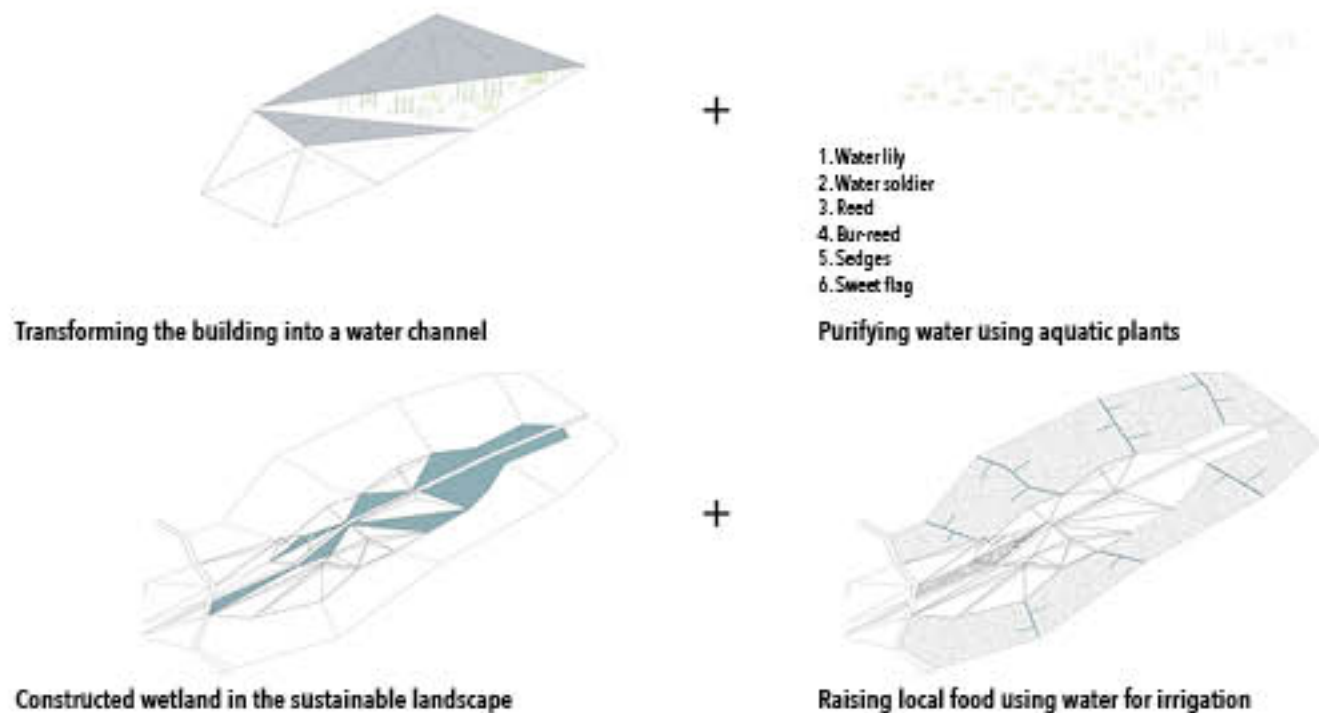 +
1. Water lily
2. Water soldier
3. Reed
4. Bur-reed
5. Sedges
6. Sweet flag
Transforming the building into a water channel
Purifying water using aquatic plants
+
Constructed wetland in the sustainable landscape
Raising local food using water for irrigation